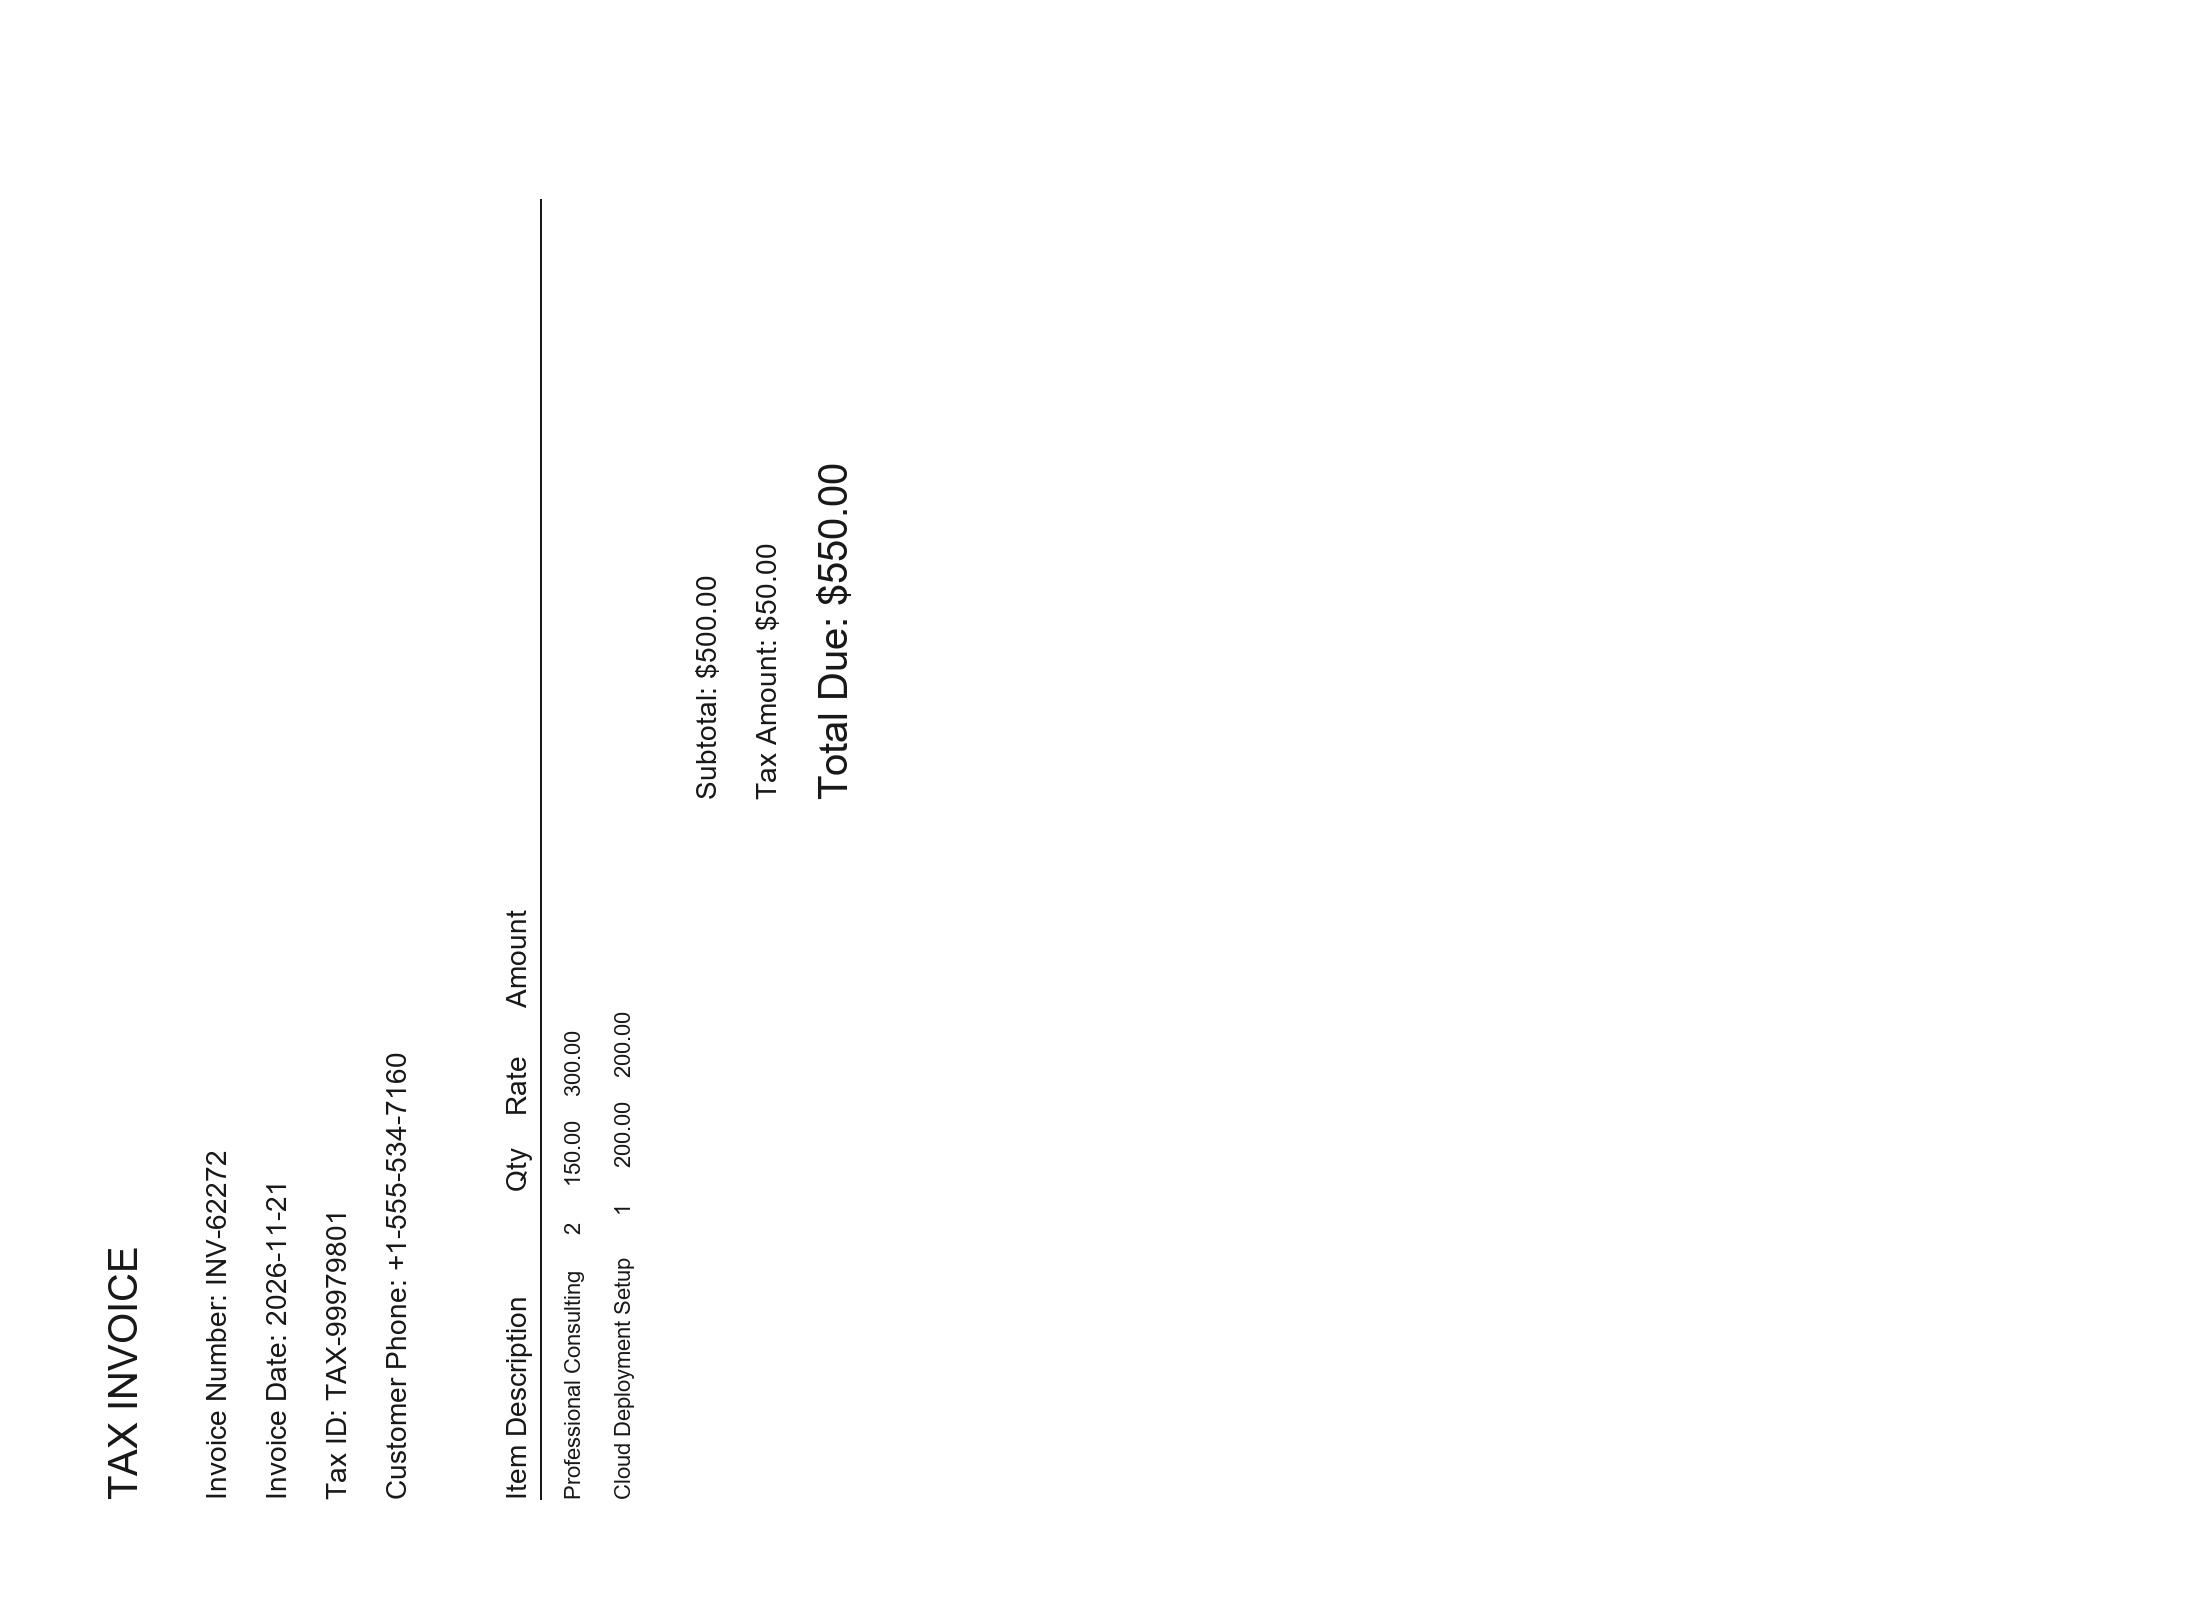 TAX INVOICE
Invoice Number: INV-62272
Invoice Date: 2026-11-21
Tax ID: TAX-99979801
Customer Phone: +1-555-534-7160
Item Description Qty Rate Amount
Professional Consulting 2 150.00 300.00
Cloud Deployment Setup 1 200.00 200.00
Subtotal: $500.00
Tax Amount: $50.00
Total Due: $550.00